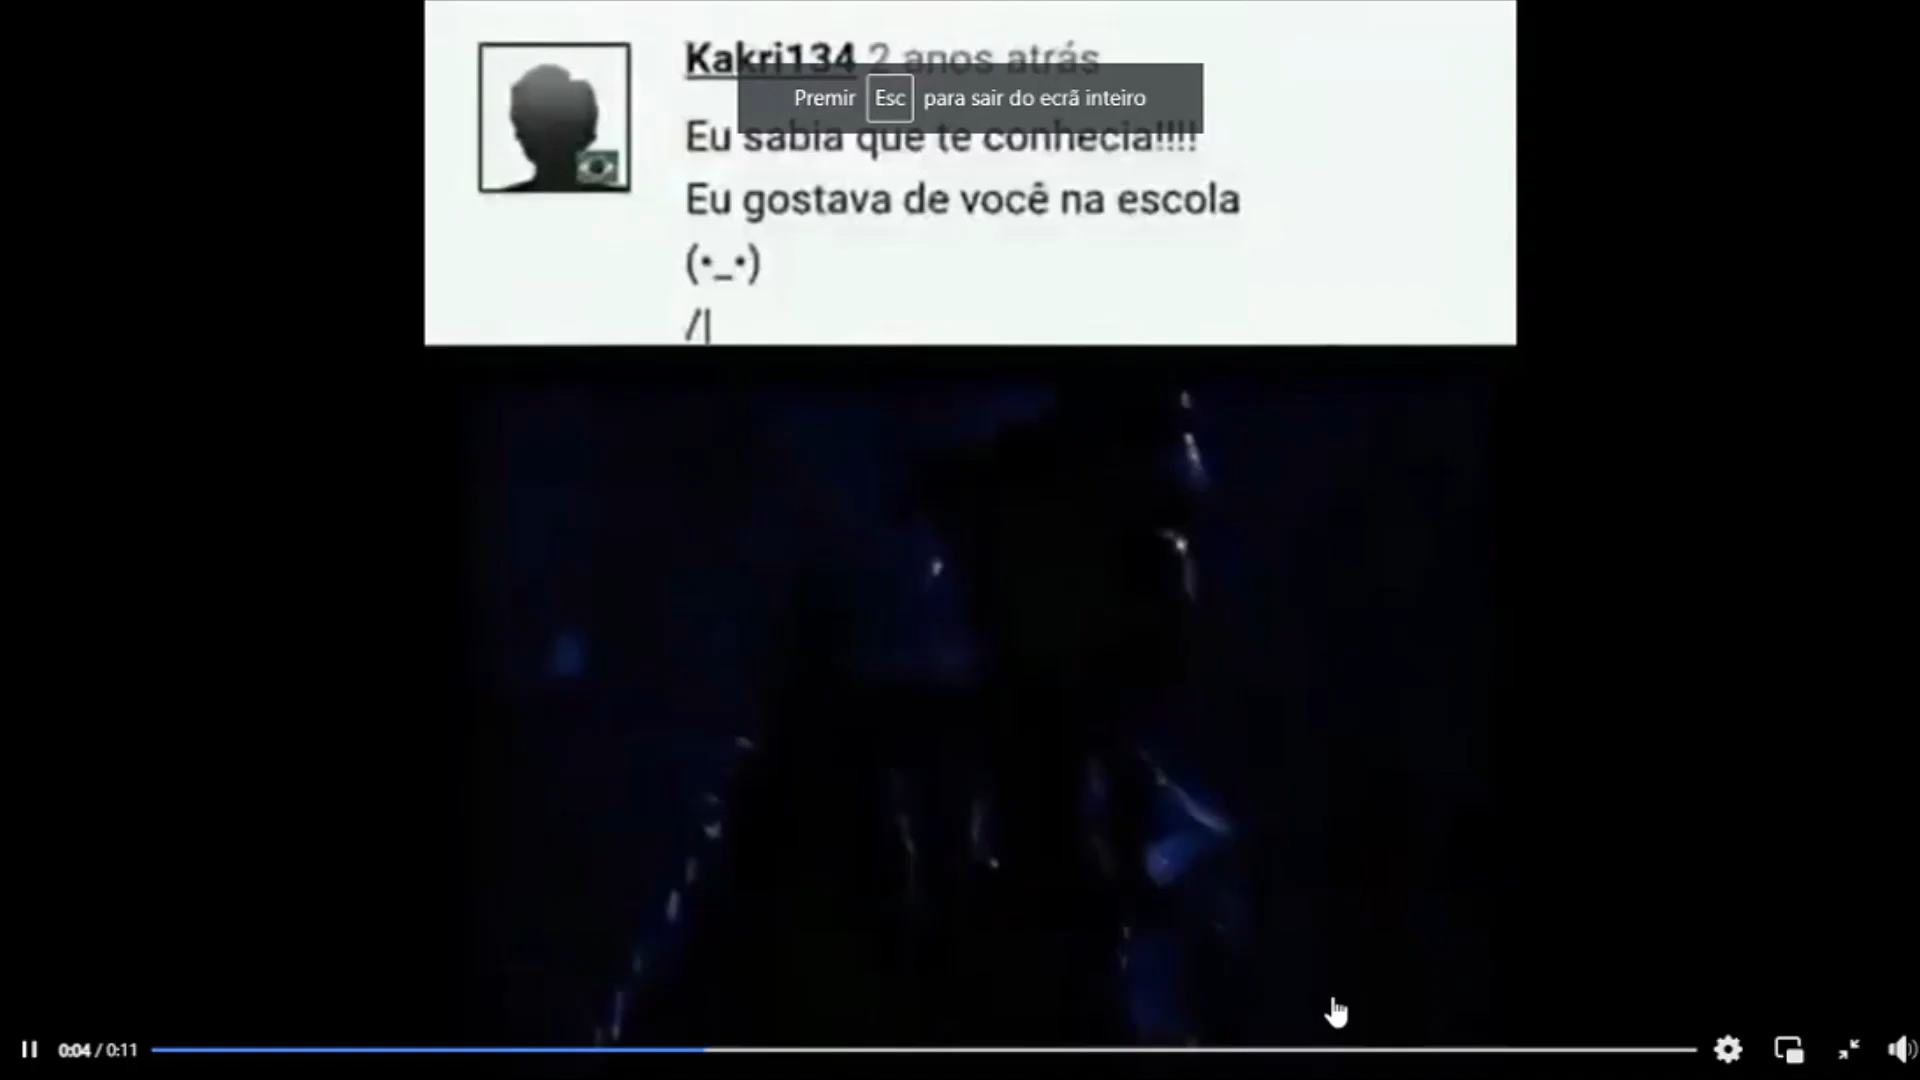 Kakri134 2 anos atrás
Premir Esc para sair do ecrã inteiro
Eu sabia que te conhecia!!!!
Eu gostava de você na escola
(•_•)
/|
0:04 / 0:11